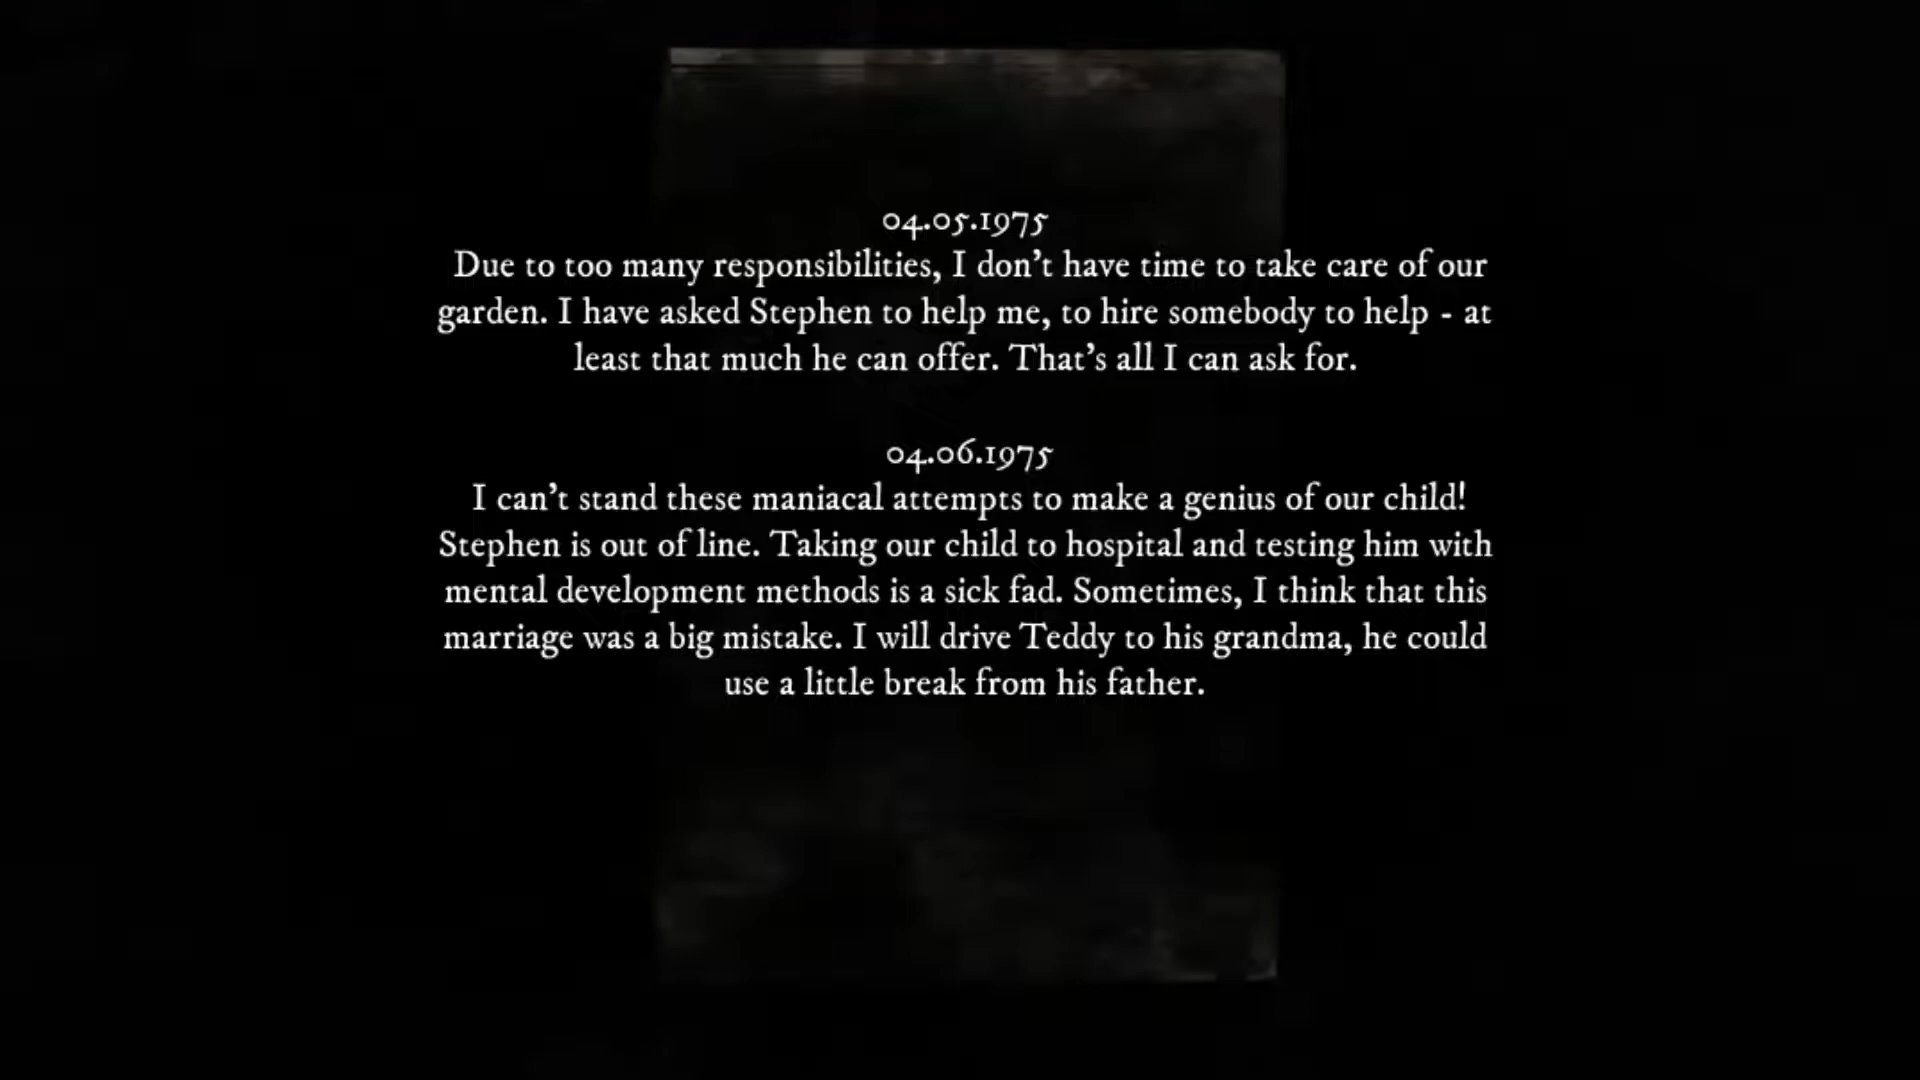 04.05.1975
Due to too many responsibilities, I don't have time to take care of our
garden. I have asked Stephen to help me, to hire somebody to help - at
least that much he can offer. That's all I can ask for.
04.06.1975
I can't stand these maniacal attempts to make a genius of our child!
Stephen is out of line. Taking our child to hospital and testing him with
mental development methods is a sick fad. Sometimes, I think that this
marriage was a big mistake. I will drive Teddy to his grandma, he could
use a little break from his father.